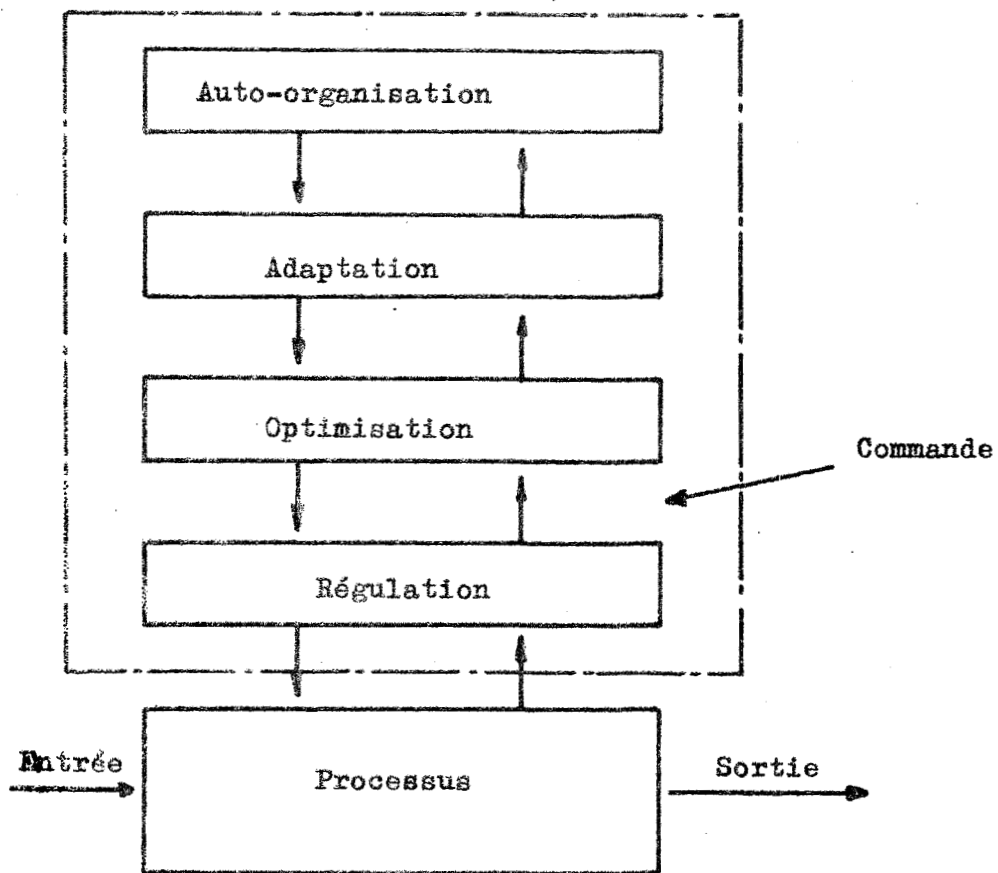 Auto-organisation
Adaptation
Optimisation
Commande
Régulation
Entrée
Processus
Sortie